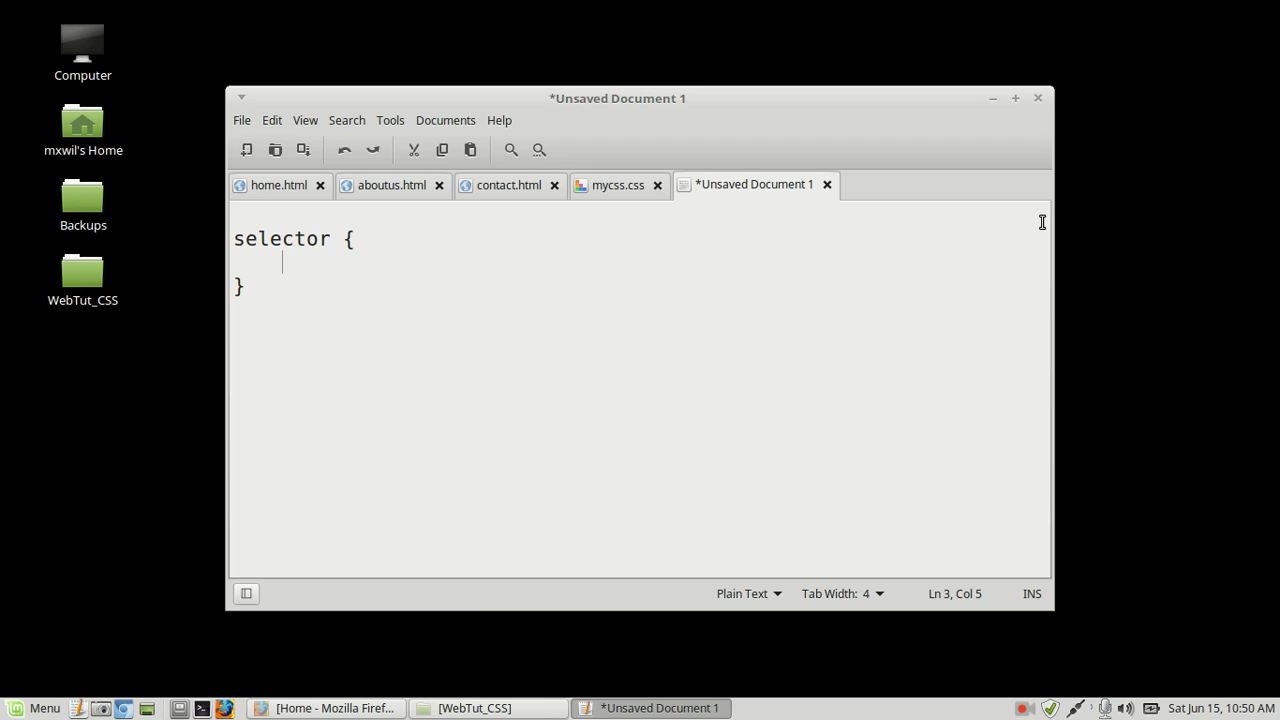 Computer
mxwil's Home
Backups
WebTut_CSS
*Unsaved Document 1
File Edit View Search Tools Documents Help
home.html aboutus.html contact.html mycss.css *Unsaved Document 1
selector {
}
Plain Text Tab Width: 4 Ln 3, Col 5 INS
Menu [Home - Mozilla Firef... [WebTut_CSS] *Unsaved Document 1 Sat Jun 15, 10:50 AM